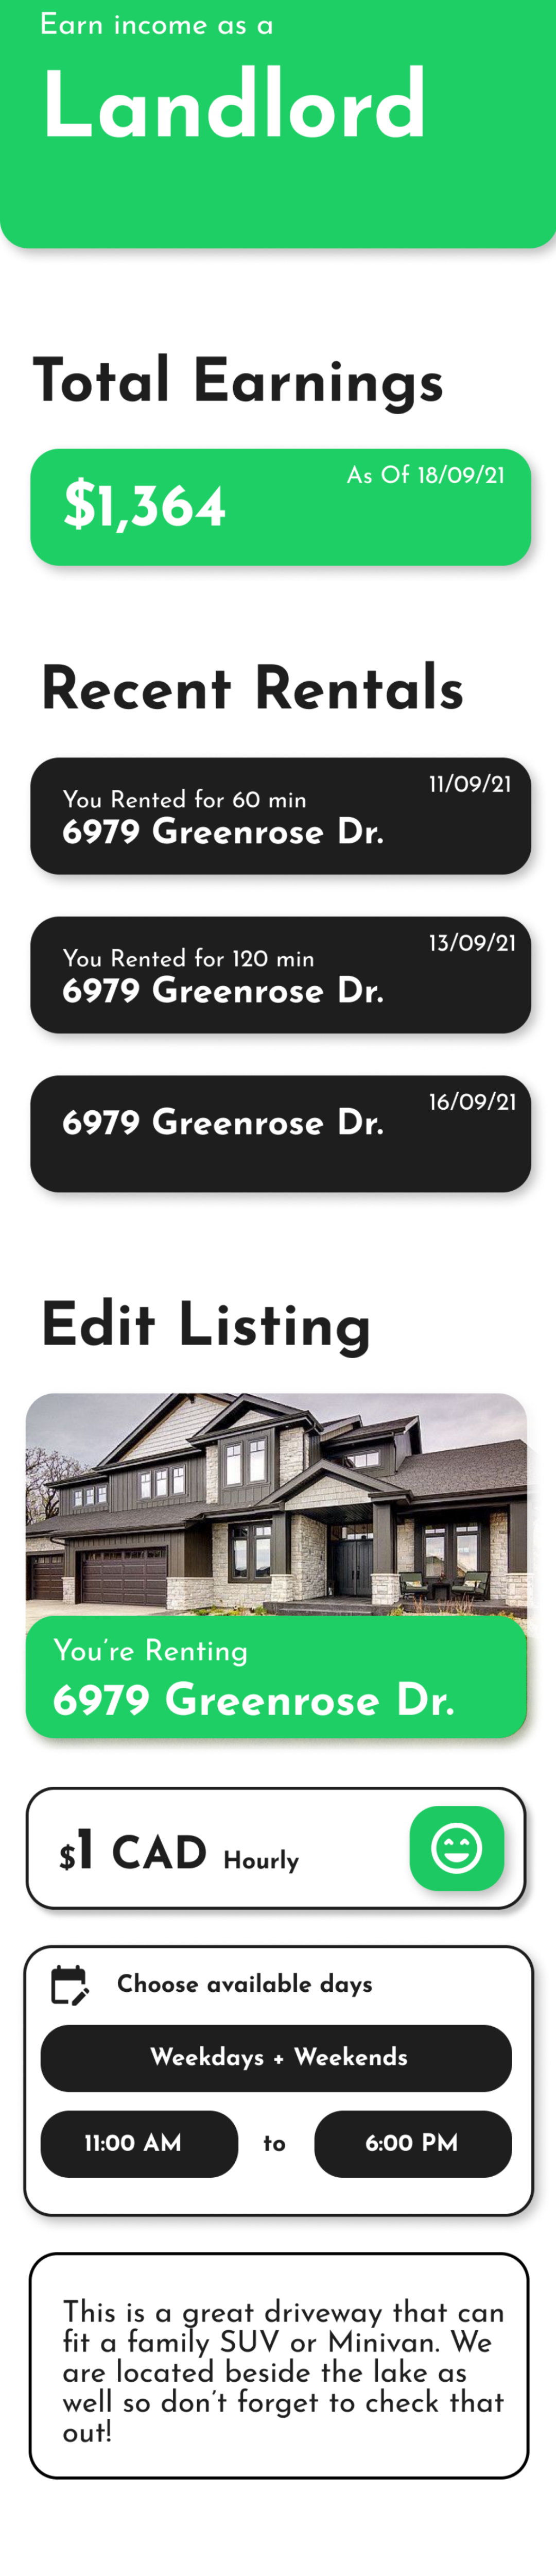 Earn income as a
Landlord
Total Earnings
As Of 18/09/21
$1,364
Recent Rentals
11/09/21
You Rented for 60 min
6979 Greenrose Dr.
13/09/21
You Rented for 120 min
6979 Greenrose Dr.
16/09/21
6979 Greenrose Dr.
Edit Listing
You're Renting
6979 Greenrose Dr.
$1 CAD Hourly
Choose available days
Weekdays + Weekends
11:00 AM to 6:00 PM
This is a great driveway that can
fit a family SUV or Minivan. We
are located beside the lake as
well so don't forget to check that
out!